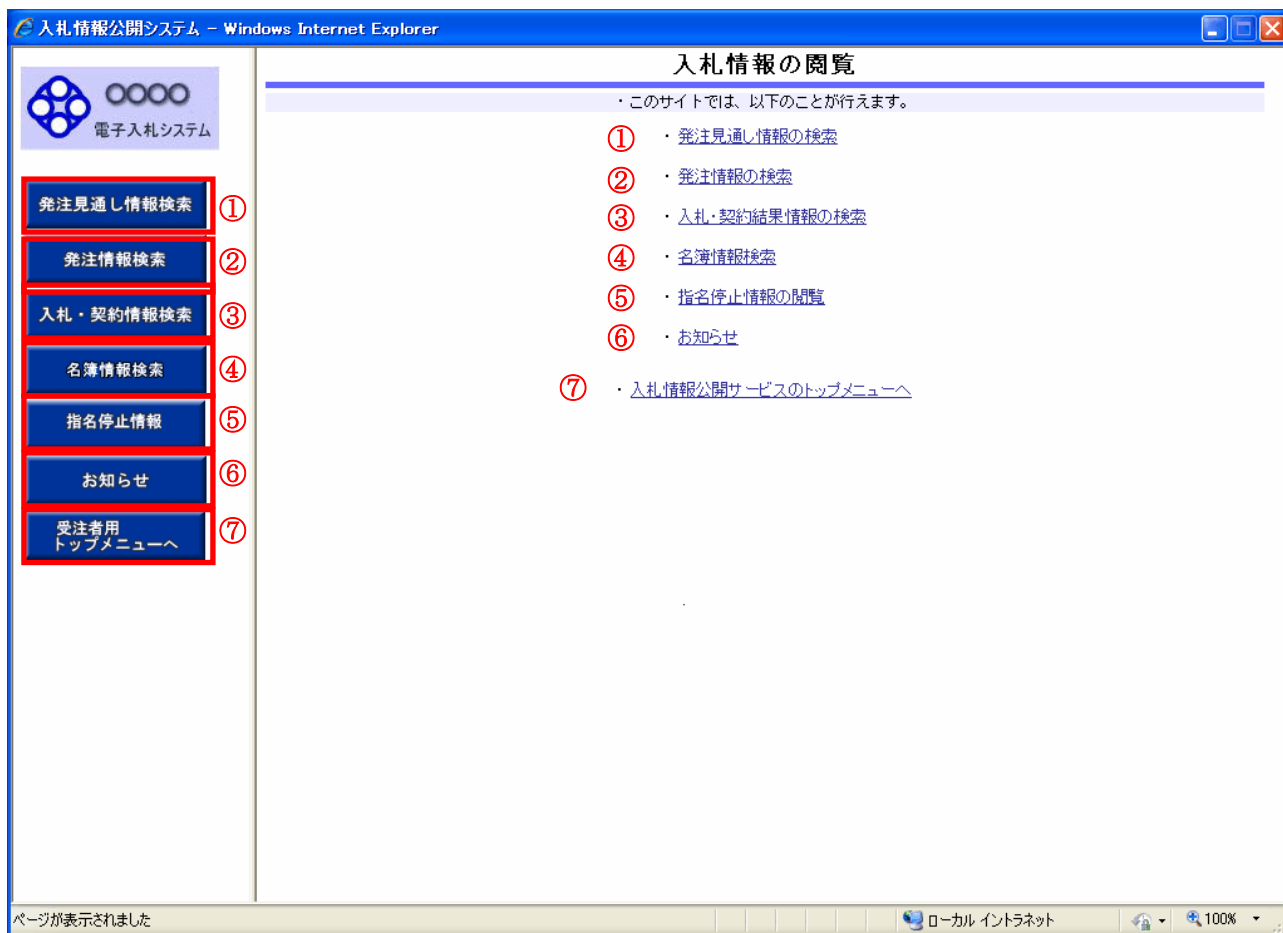 入札情報公開システム - Windows Internet Explorer
○○○○
電子入札システム
発注見通し情報検索 ①
発注情報検索 ②
入札・契約情報検索 ③
名簿情報検索 ④
指名停止情報 ⑤
お知らせ ⑥
受注者用
トップメニューへ ⑦
入札情報の閲覧
・このサイトでは、以下のことが行えます。
① ・発注見通し情報の検索
② ・発注情報の検索
③ ・入札・契約結果情報の検索
④ ・名簿情報検索
⑤ ・指名停止情報の閲覧
⑥ ・お知らせ
⑦ ・入札情報公開サービスのトップメニューへ
ページが表示されました
ローカル イントラネット
100%